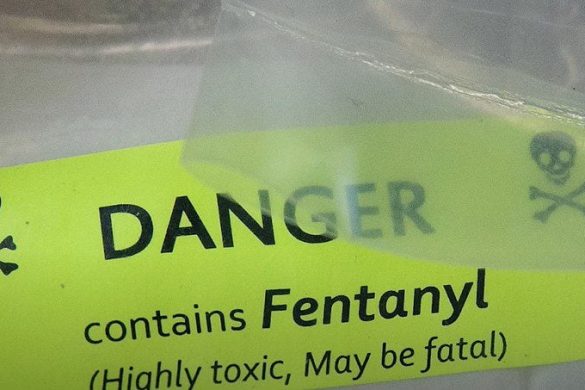 DANGER
contains Fentanyl
(Highly toxic, May be fatal)